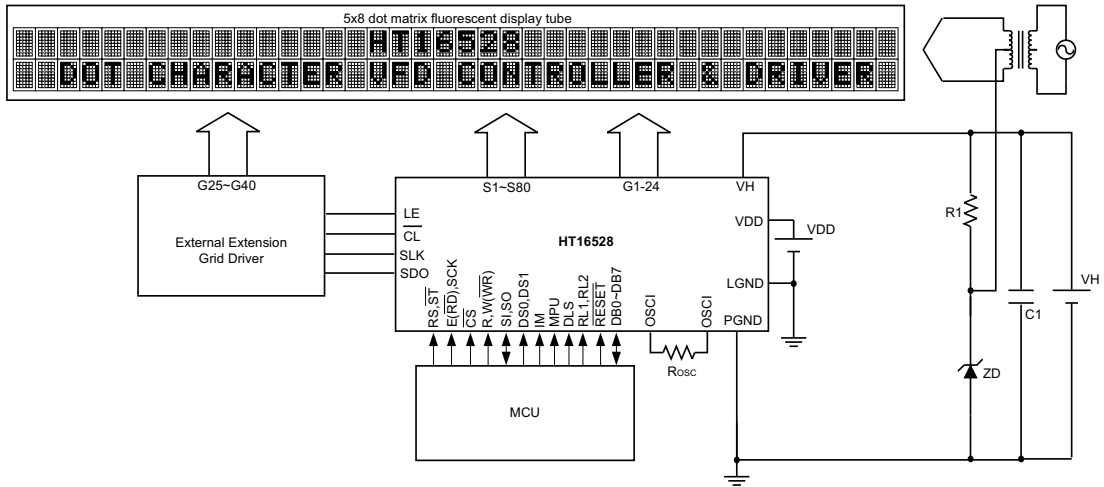 5x8 dot matrix fluorescent display tube
HT16528
DOT CHARACTER VFD CONTROLLER & DRIVER
G25~G40
S1~S80
G1-24
VH
External Extension
Grid Driver
LE
CL
SLK
SDO
HT16528
VDD
VDD
LGND
PGND
R1
VH
C1
ZD
RS,ST
E(RD),SCK
CS
R,W(WR)
SI,SO
DS0,DS1
IM
MPU
DLS
RL1,RL2
RESET
DB0~DB7
OSCI
OSCI
ROSC
MCU